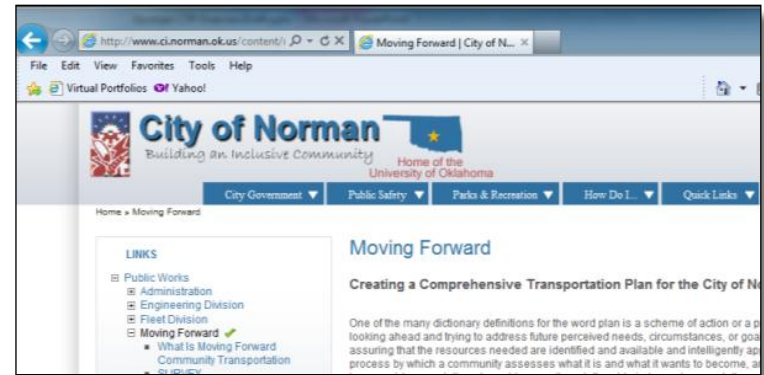 http://www.ci.norman.ok.us/content/
Moving Forward | City of N...
File Edit View Favorites Tools Help
Virtual Portfolios Yahoo!
City of Norman
Building an Inclusive Community
Home of the
University of Oklahoma
City Government Public Safety Parks & Recreation How Do I... Quick Links
Home » Moving Forward
LINKS
Public Works
Administration
Engineering Division
Fleet Division
Moving Forward
What Is Moving Forward
Community Transportation
SURVEY
Moving Forward
Creating a Comprehensive Transportation Plan for the City of No
One of the many dictionary definitions for the word plan is a scheme of action or a p
looking ahead and trying to address future perceived needs, circumstances, or goa
assuring that the resources needed are identified and available and intelligently ap
process by which a community assesses what it is and what it wants to become, a